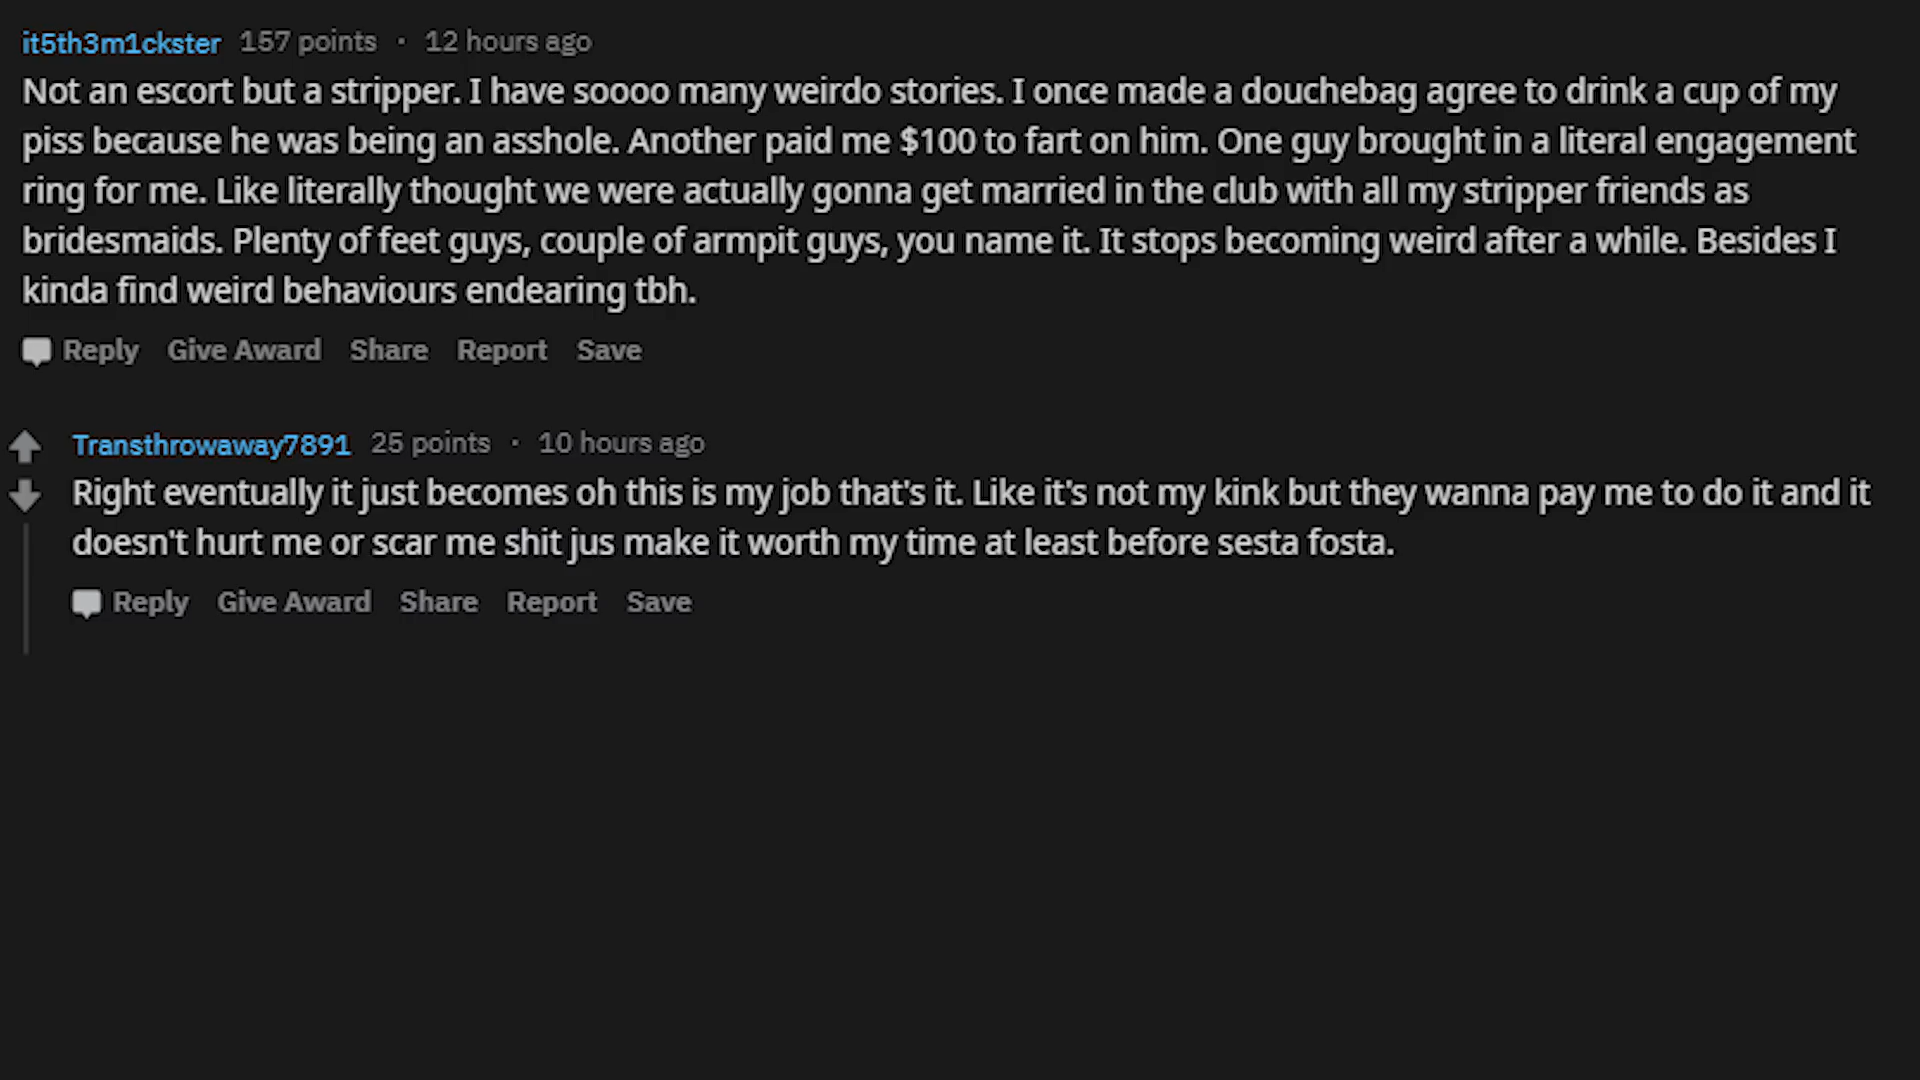 it5th3m1ckster 157 points · 12 hours ago
Not an escort but a stripper. I have soooo many weirdo stories. I once made a douchebag agree to drink a cup of my
piss because he was being an asshole. Another paid me $100 to fart on him. One guy brought in a literal engagement
ring for me. Like literally thought we were actually gonna get married in the club with all my stripper friends as
bridesmaids. Plenty of feet guys, couple of armpit guys, you name it. It stops becoming weird after a while. Besides I
kinda find weird behaviours endearing tbh.
Reply Give Award Share Report Save
Transthrowaway7891 25 points · 10 hours ago
Right eventually it just becomes oh this is my job that's it. Like it's not my kink but they wanna pay me to do it and it
doesn't hurt me or scar me shit jus make it worth my time at least before sesta fosta.
Reply Give Award Share Report Save